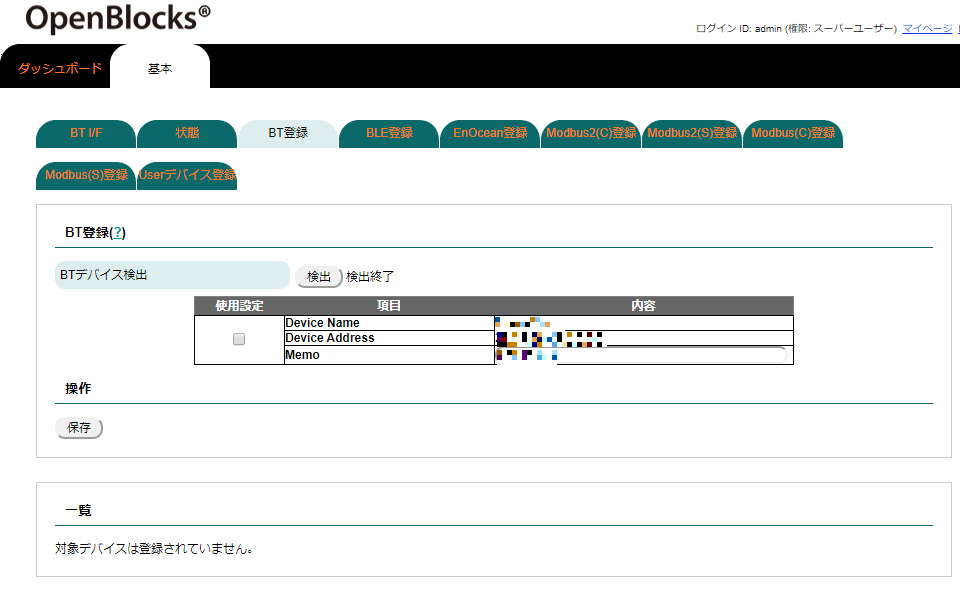 OpenBlocks®
ログイン ID: admin (権限: スーパーユーザー) マイページ
ダッシュボード 基本
BT I/F 状態 BT登録 BLE登録 EnOcean登録 Modbus2(C)登録 Modbus2(S)登録 Modbus(C)登録
Modbus(S)登録 Userデバイス登録
BT登録(?)
BTデバイス検出 検出 検出終了
使用設定 項目 内容
Device Name
Device Address
Memo
操作
保存
一覧
対象デバイスは登録されていません。